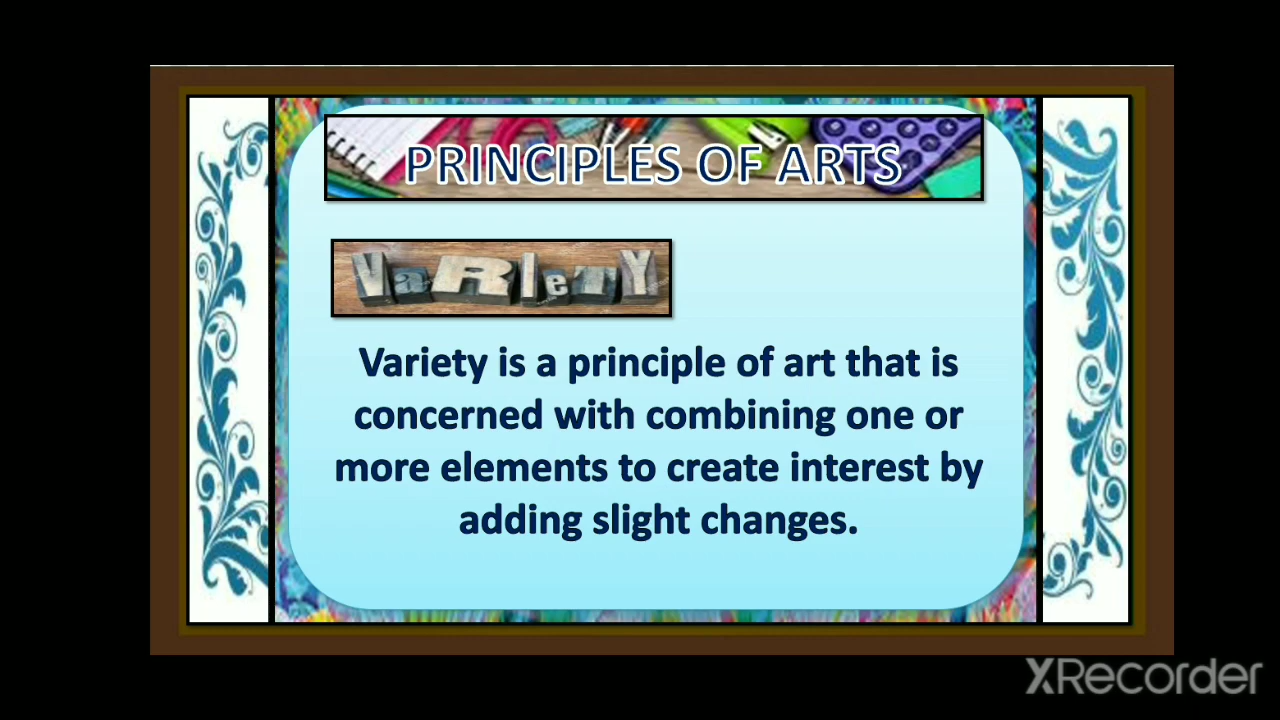 PRINCIPLES OF ARTS
VaRIeTY
Variety is a principle of art that is
concerned with combining one or
more elements to create interest by
adding slight changes.
XRecorder